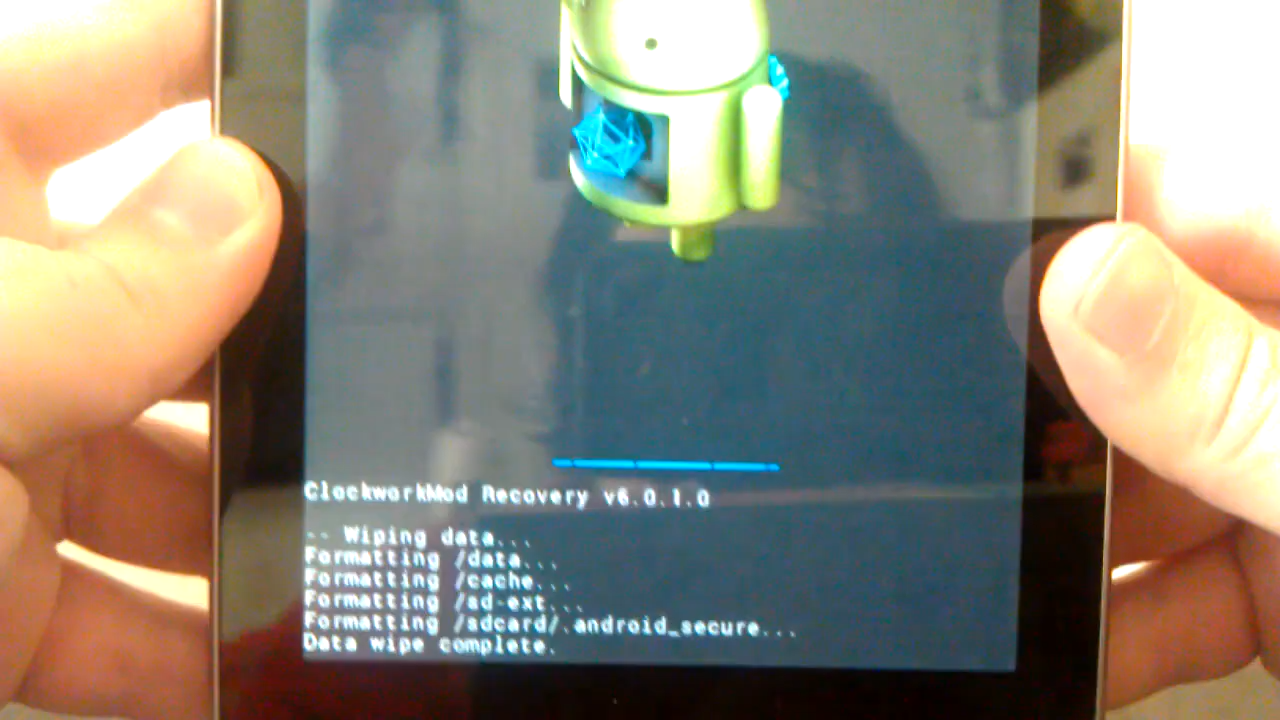 ClockworkMod Recovery v6.0.1.0
-- Wiping data...
Formatting /data...
Formatting /cache...
Formatting /sd-ext...
Formatting /sdcard/.android_secure...
Data wipe complete.